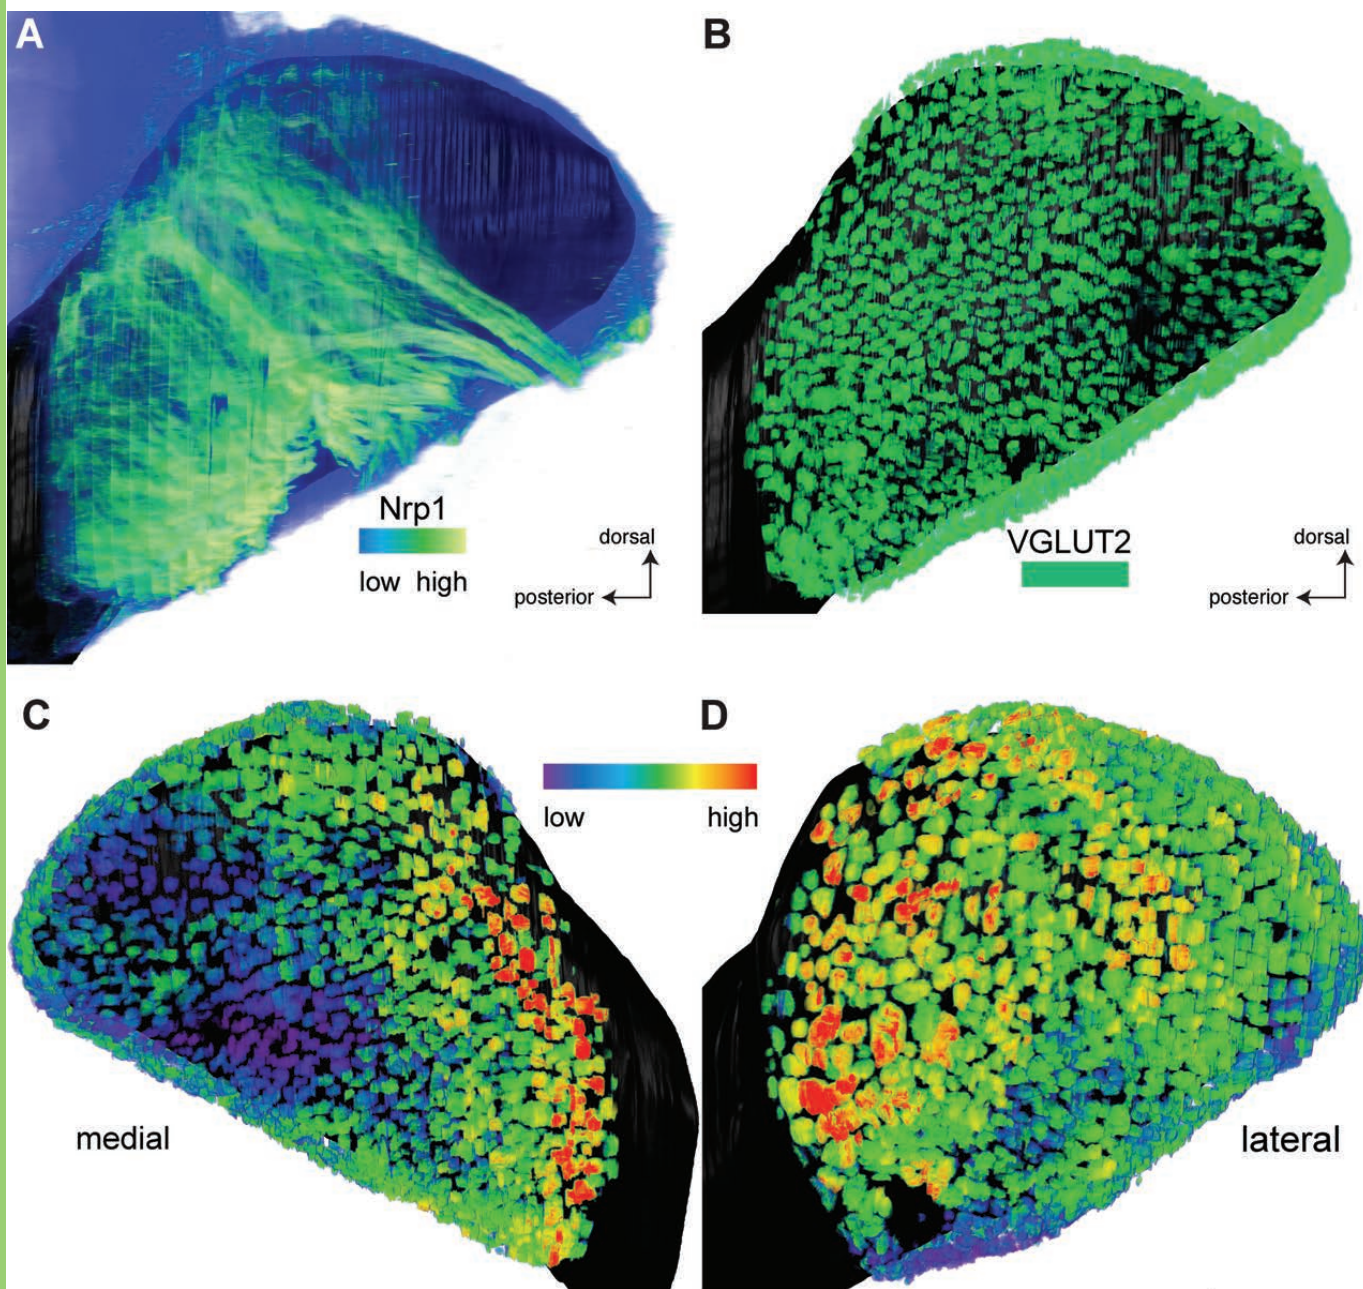 A
B
Nrp1
low high
dorsal
posterior
VGLUT2
dorsal
posterior
C
D
low
high
medial
lateral